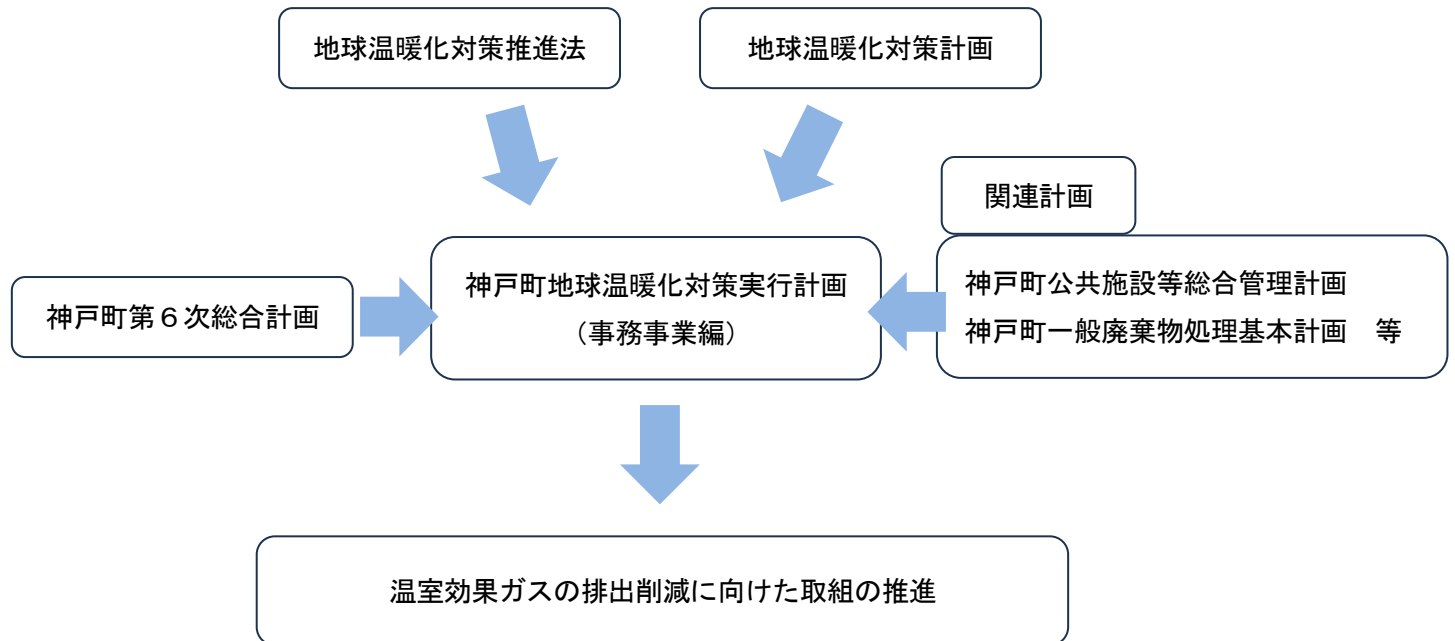 地球温暖化対策推進法
地球温暖化対策計画
関連計画
神戸町第６次総合計画
神戸町地球温暖化対策実行計画
（事務事業編）
神戸町公共施設等総合管理計画
神戸町一般廃棄物処理基本計画　等
温室効果ガスの排出削減に向けた取組の推進